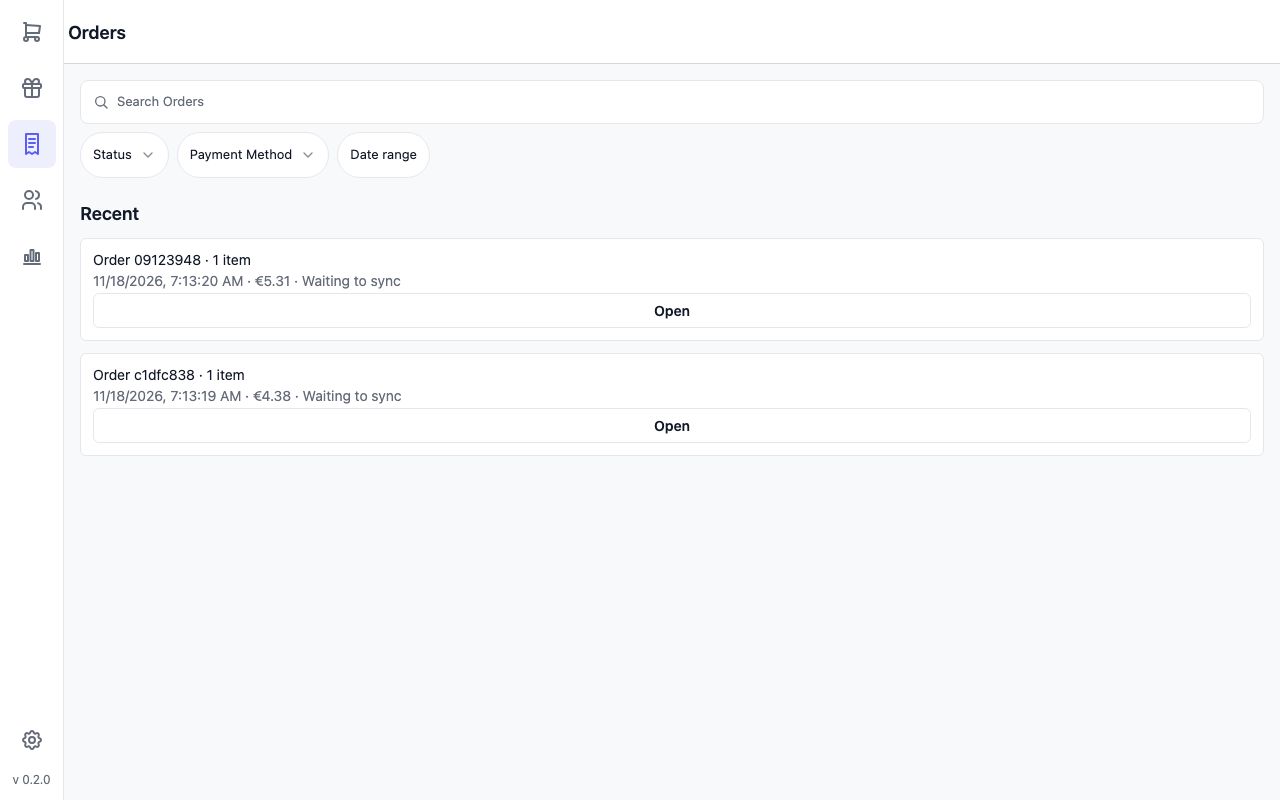 Orders
Search Orders
Status
Payment Method
Date range
Recent
Order 09123948 · 1 item
11/18/2026, 7:13:20 AM · €5.31 · Waiting to sync
Open
Order c1dfc838 · 1 item
11/18/2026, 7:13:19 AM · €4.38 · Waiting to sync
Open
v 0.2.0